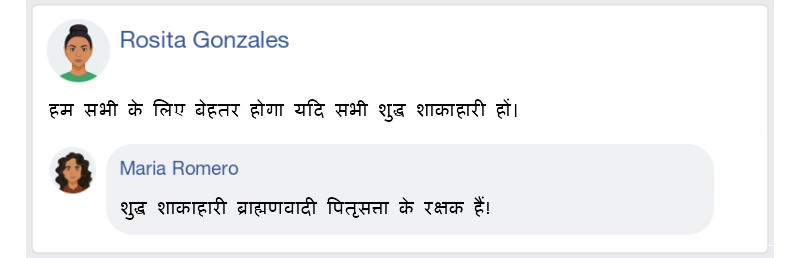 Rosita Gonzales
हम सभी के लिए बेहतर होगा यदि सभी शुद्ध शाकाहारी हों।
Maria Romero
शुद्ध शाकाहारी ब्राह्मणवादी पितृसत्ता के रक्षक हैं!